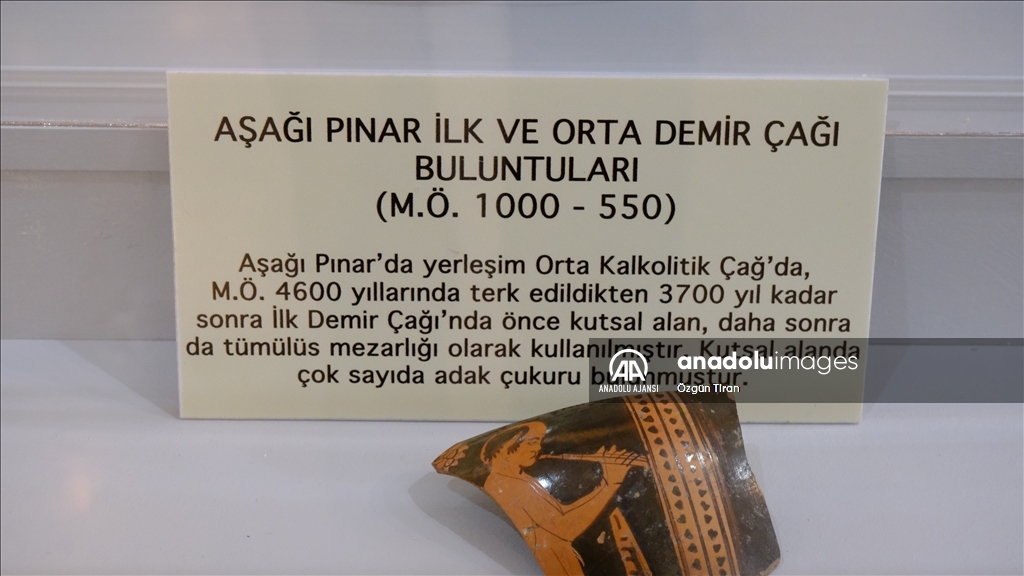 AŞAĞI PINAR İLK VE ORTA DEMİR ÇAĞI
BULUNTULARI
(M.Ö. 1000 - 550)
Aşağı Pınar’da yerleşim Orta Kalkolitik Çağ’da,
M.Ö. 4600 yıllarında terk edildikten 3700 yıl kadar
sonra İlk Demir Çağı’nda önce kutsal alan, daha sonra
da tümülüs mezarlığı olarak kullanılmıştır. Kutsal alanda
çok sayıda adak çukuru bulunmuştur.
AA
ANADOLU AJANSI
anadoluimages
Özgün Tiran